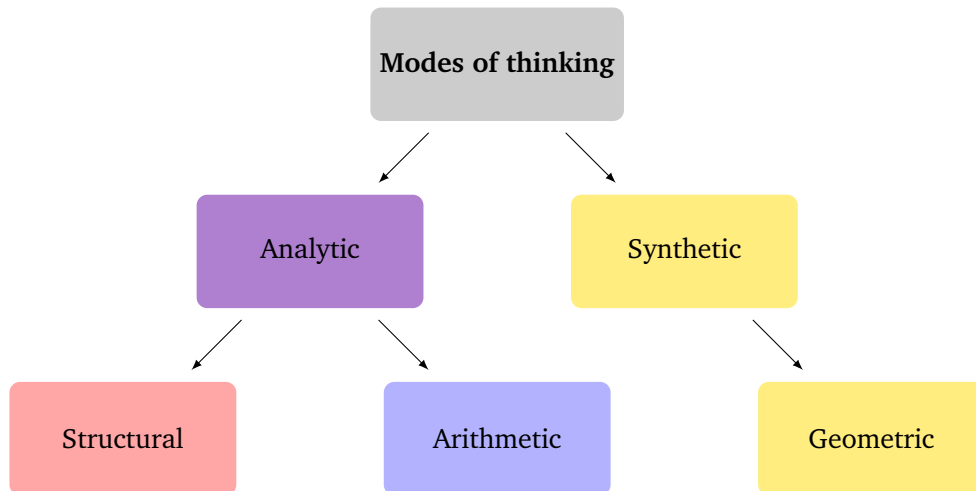 Modes of thinking
Analytic
Synthetic
Structural
Arithmetic
Geometric